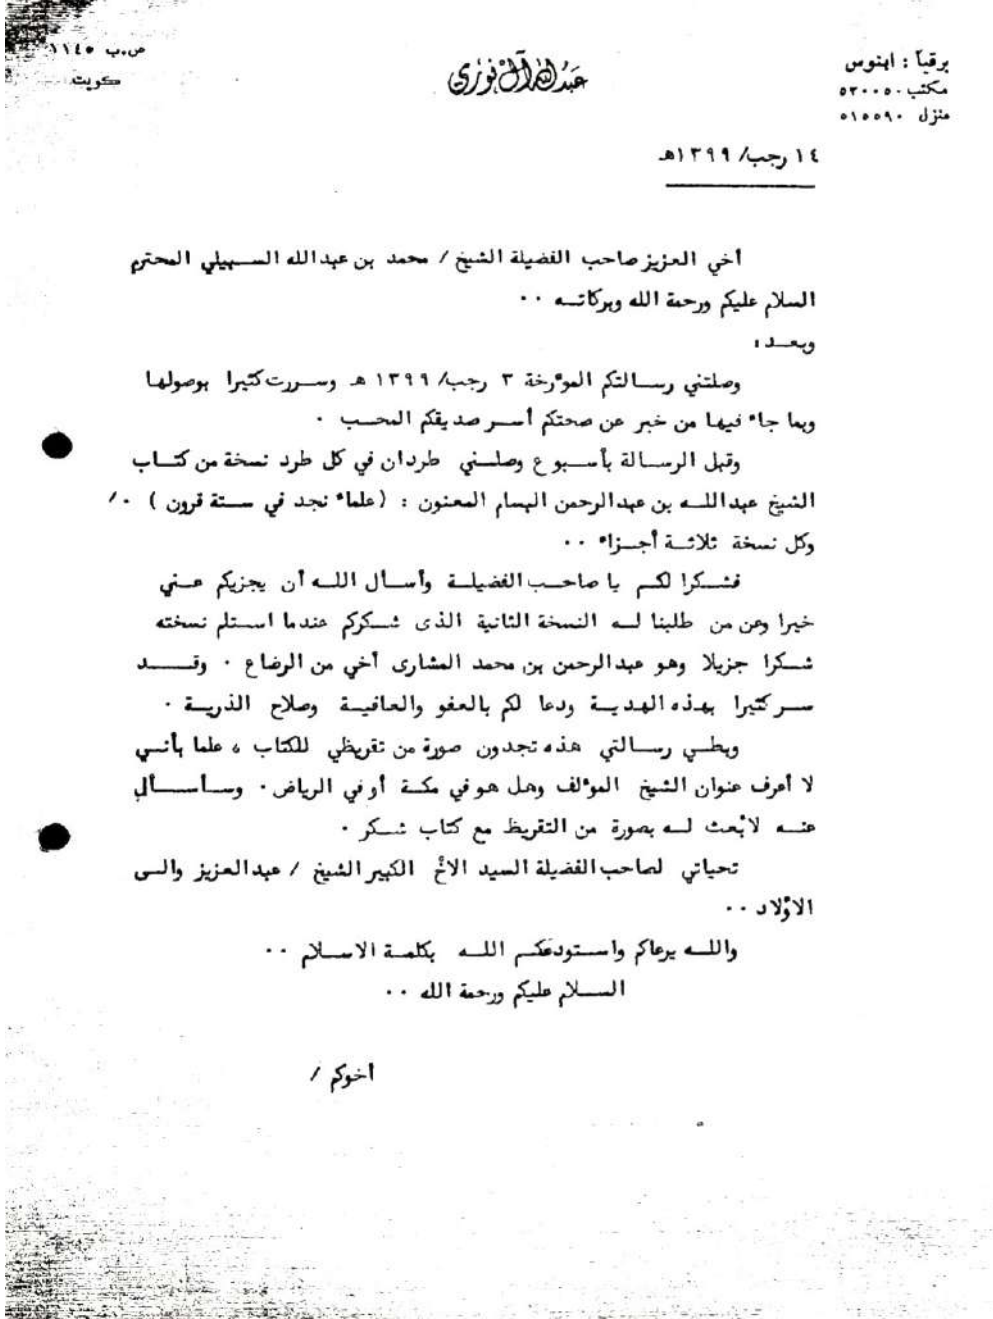 برقياً : ابنوس
مكتب ٥٣٠٠٥٠
منزل ٥١٥٥٩٠
عبدالله آل نوري
ص.ب ١١٤٥
كويت
١٤ رجب/ ١٣٩٩هـ
أخي العزيز صاحب الفضيلة الشيخ / محمد بن عبدالله السبيلي المحترم
السلام عليكم ورحمة الله وبركاته ..
وبعد :
وصلتني رسالتكم المؤرخة ٣ رجب/ ١٣٩٩ هـ وسررت كثيرا بوصولها
وبما جاء فيها من خبر عن صحتكم أسر صديقكم المحب .
وقبل الرسالة بأسبوع وصلني طردان في كل طرد نسخة من كتاب
الشيخ عبدالله بن عبدالرحمن البسام المعنون : (علماء نجد في ستة قرون ) ./
وكل نسخة ثلاثة أجزاء ..
فشكرا لكم يا صاحب الفضيلة وأسأل الله أن يجزيكم عني
خيرا وعن من طلبنا له النسخة الثانية الذى شكركم عندما استلم نسخته
شكرا جزيلا وهو عبدالرحمن بن محمد المشارى أخي من الرضاع . وقد
سر كثيرا بهذه الهدية ودعا لكم بالعفو والعافية وصلاح الذرية .
وبطي رسالتي هذه تجدون صورة من تقريظي للكتاب ، علما بأنني
لا أعرف عنوان الشيخ المؤلف وهل هو في مكة أو في الرياض . وسأسأل
عنه لأبعث له بصورة من التقريظ مع كتاب شكر .
تحياتي لصاحب الفضيلة السيد الأخ الكبير الشيخ / عبدالعزيز والى
الأولاد ..
والله يرعاكم واستودعكم الله بكلمة الاسلام ..
السلام عليكم ورحمة الله ..
أخوكم /